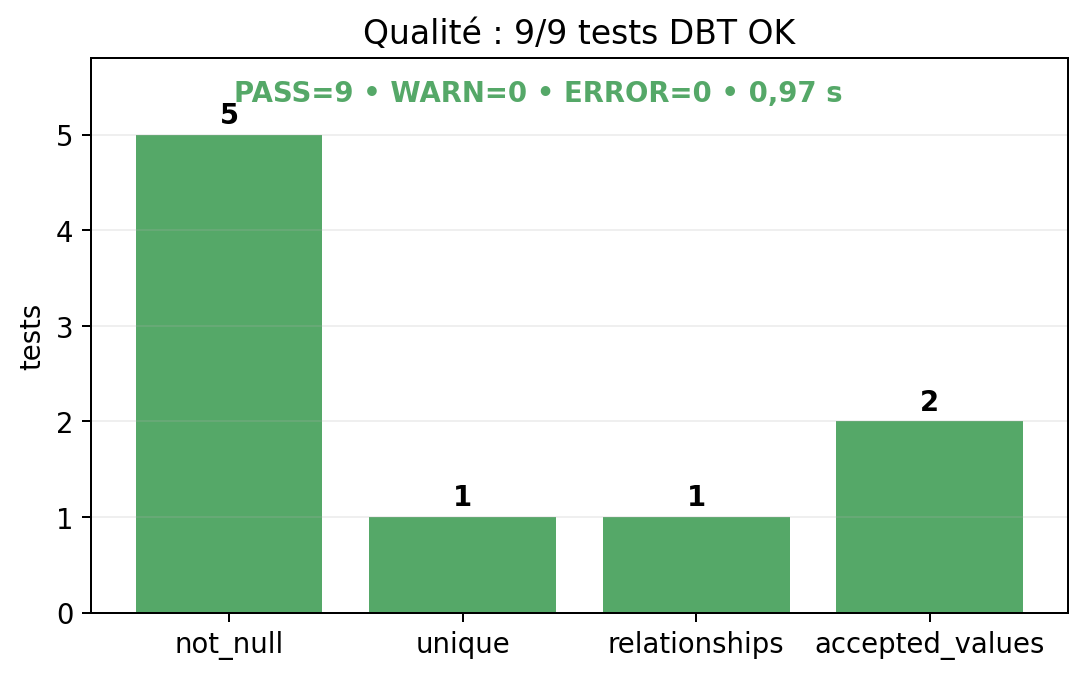 Qualité : 9/9 tests DBT OK
PASS=9 • WARN=0 • ERROR=0 • 0,97 s
5
5
4
3
2
2
1
1
1
0
tests
not_null
unique
relationships
accepted_values